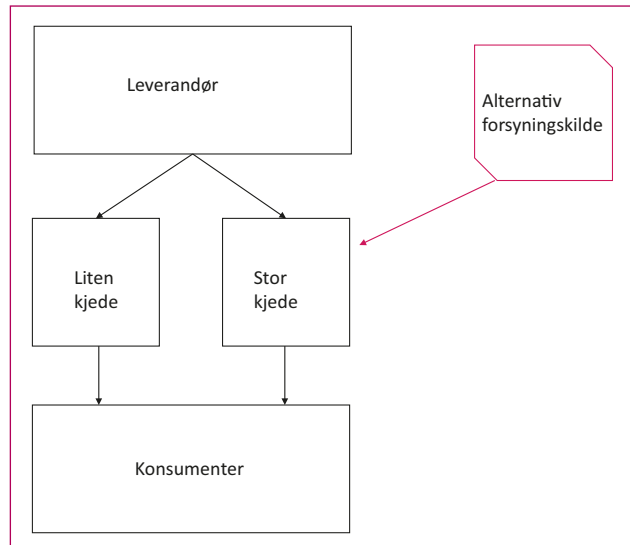 Leverandør
Alternativ
forsyningskilde
Liten
kjede
Stor
kjede
Konsumenter